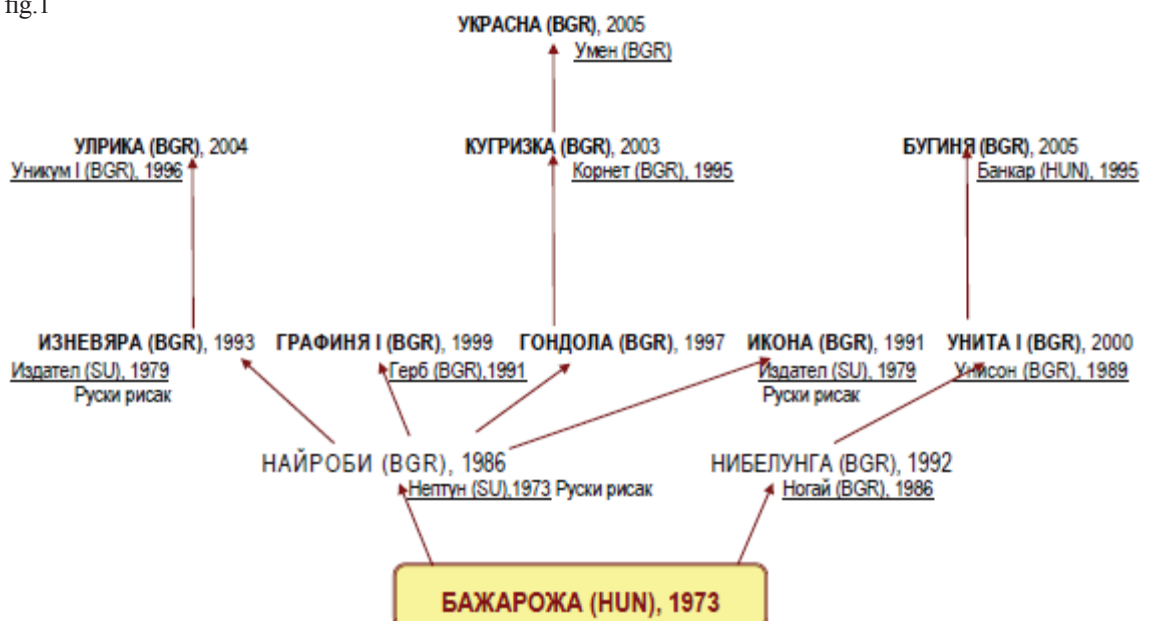 fig.1
УКРАСНА (BGR), 2005
Умен (BGR)
УЛРИКА (BGR), 2004
Уникум I (BGR), 1996
КУГРИЗКА (BGR), 2003
Корнет (BGR), 1995
БУГИНЯ (BGR), 2005
Банкар (HUN), 1995
ИЗНЕВЯРА (BGR), 1993
Издател (SU), 1979
Руски рисак
ГРАФИНЯ I (BGR), 1999
Герб (BGR),1991
ГОНДОЛА (BGR), 1997
ИКОНА (BGR), 1991
Издател (SU), 1979
Руски рисак
УНИТА I (BGR), 2000
Унисон (BGR), 1989
НАЙРОБИ (BGR), 1986
Нептун (SU),1973 Руски рисак
НИБЕЛУНГА (BGR), 1992
Ногай (BGR), 1986
БАЖАРОЖА (HUN), 1973